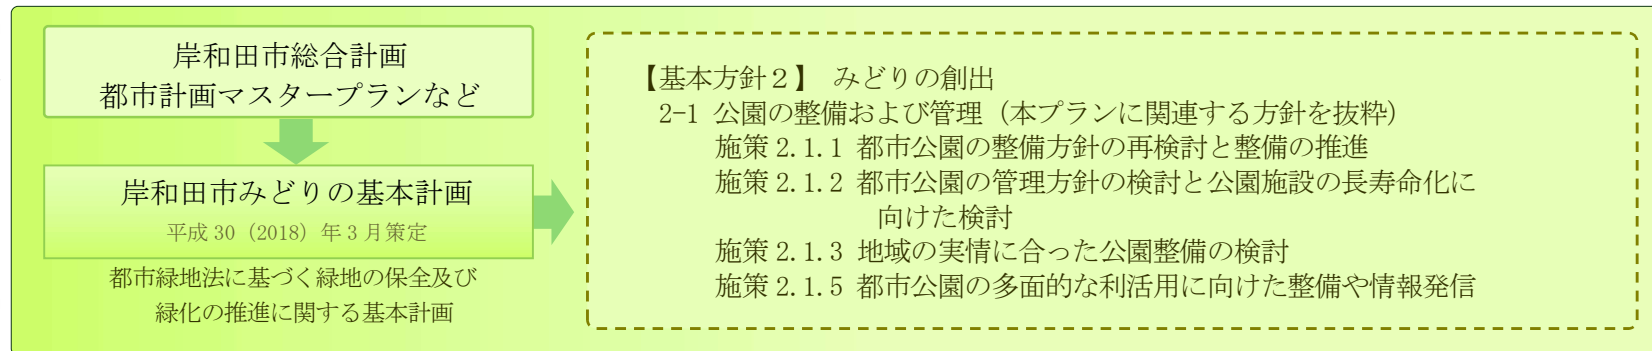 岸和田市総合計画
都市計画マスタープランなど
岸和田市みどりの基本計画
平成 30（2018）年 3 月策定
都市緑地法に基づく緑地の保全及び
緑化の推進に関する基本計画
【基本方針２】 みどりの創出
2-1 公園の整備および管理（本プランに関連する方針を抜粋）
施策 2.1.1 都市公園の整備方針の再検討と整備の推進
施策 2.1.2 都市公園の管理方針の検討と公園施設の長寿命化に
向けた検討
施策 2.1.3 地域の実情に合った公園整備の検討
施策 2.1.5 都市公園の多面的な利活用に向けた整備や情報発信